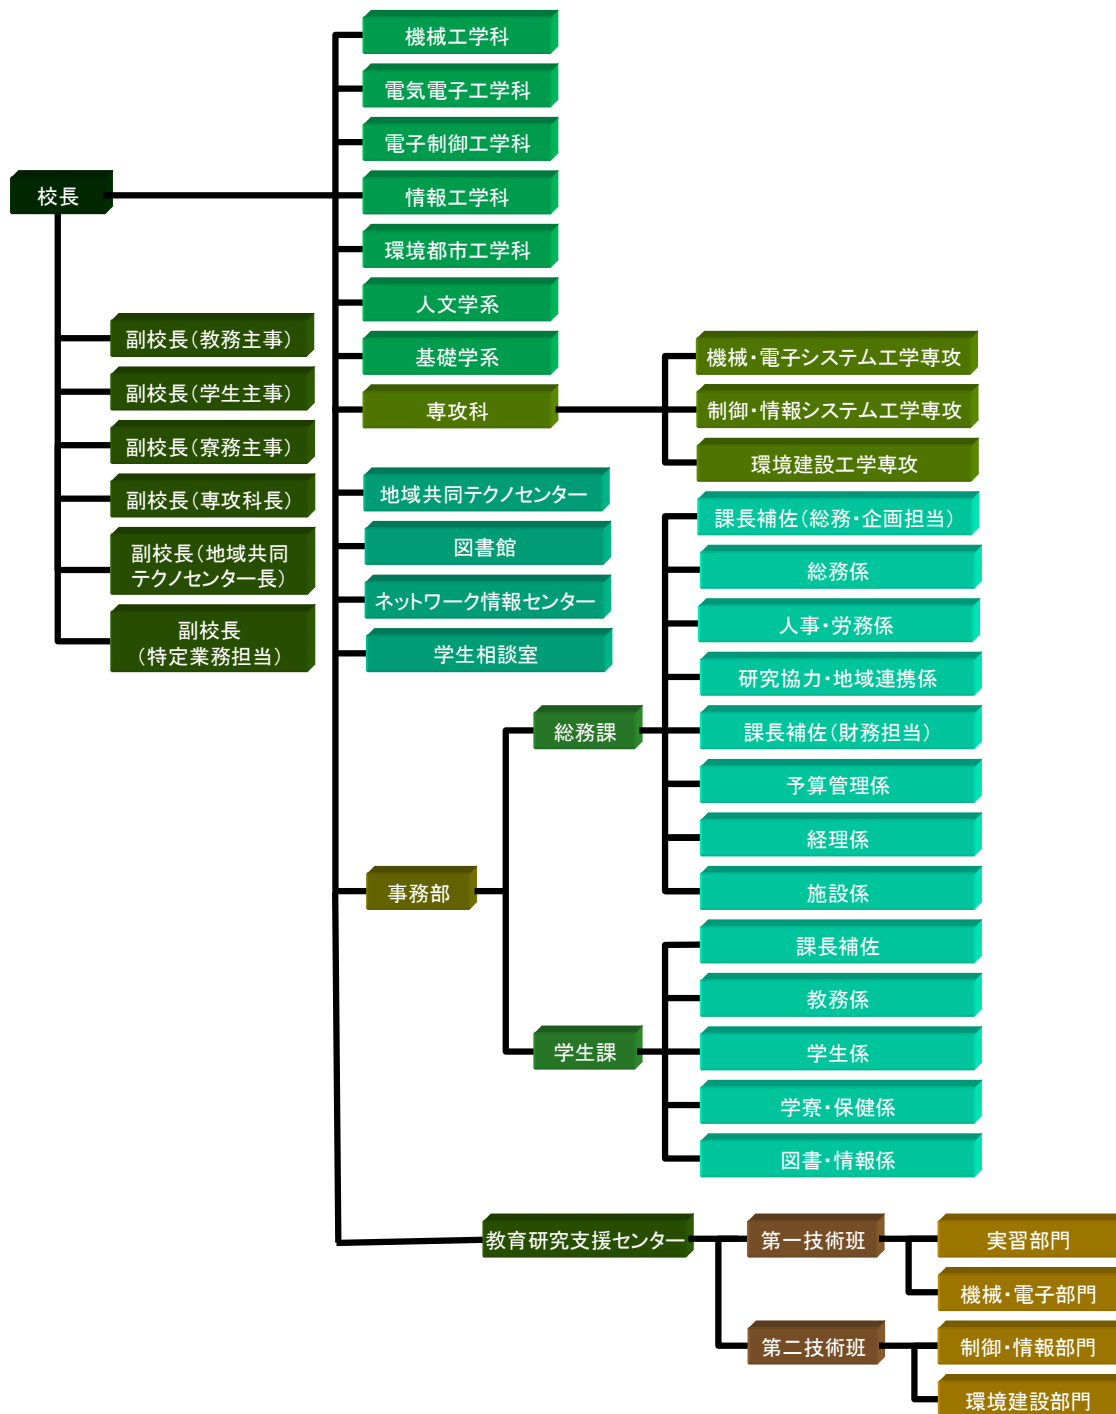 校長
副校長(教務主事)
副校長(学生主事)
副校長(寮務主事)
副校長(専攻科長)
副校長(地域共同
テクノセンター長)
副校長
(特定業務担当)
機械工学科
電気電子工学科
電子制御工学科
情報工学科
環境都市工学科
人文学系
基礎学系
専攻科
機械・電子システム工学専攻
制御・情報システム工学専攻
環境建設工学専攻
地域共同テクノセンター
図書館
ネットワーク情報センター
学生相談室
事務部
総務課
課長補佐(総務・企画担当)
総務係
人事・労務係
研究協力・地域連携係
課長補佐(財務担当)
予算管理係
経理係
施設係
学生課
課長補佐
教務係
学生係
学寮・保健係
図書・情報係
教育研究支援センター
第一技術班
実習部門
機械・電子部門
第二技術班
制御・情報部門
環境建設部門